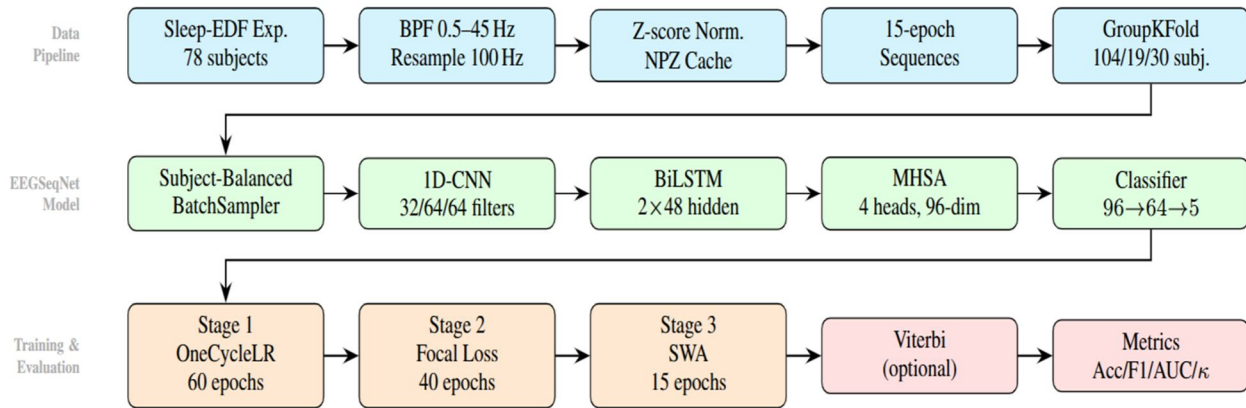 Data
Pipeline
Sleep-EDF Exp.
78 subjects
BPF 0.5–45 Hz
Resample 100 Hz
Z-score Norm.
NPZ Cache
15-epoch
Sequences
GroupKFold
104/19/30 subj.
EEGSeqNet
Model
Subject-Balanced
BatchSampler
1D-CNN
32/64/64 filters
BiLSTM
2×48 hidden
MHSA
4 heads, 96-dim
Classifier
96→64→5
Training &
Evaluation
Stage 1
OneCycleLR
60 epochs
Stage 2
Focal Loss
40 epochs
Stage 3
SWA
15 epochs
Viterbi
(optional)
Metrics
Acc/F1/AUC/κ